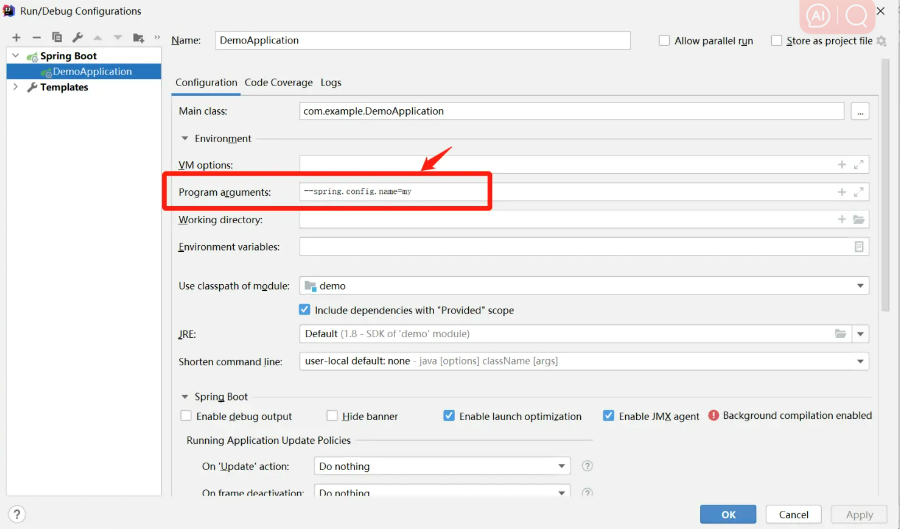 Run/Debug Configurations
AI
Name: DemoApplication Allow parallel run Store as project file
Spring Boot
DemoApplication
Templates
Configuration Code Coverage Logs
Main class: com.example.DemoApplication ...
Environment
VM options:
Program arguments: --spring.config.name=my
Working directory:
Environment variables:
Use classpath of module: demo
Include dependencies with "Provided" scope
JRE: Default (1.8 - SDK of 'demo' module)
Shorten command line: user-local default: none - java [options] className [args]
Spring Boot
Enable debug output Hide banner Enable launch optimization Enable JMX agent Background compilation enabled
Running Application Update Policies
On 'Update' action: Do nothing ?
On frame deactivation: Do nothing ?
? OK Cancel Apply